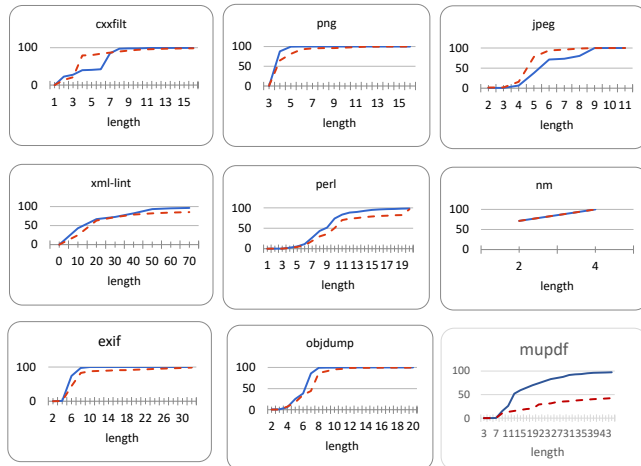 cxxfilt
100
50
0
1 3 5 7 9 11 13 15
length
png
100
50
0
3 5 7 9 11 13 15
length
jpeg
100
50
0
2 3 4 5 6 7 8 9 10 11
length
xml-lint
100
50
0
0 10 20 30 40 50 60 70
length
perl
100
50
0
1 3 5 7 9 11 13 15 17 19
length
nm
100
50
0
2 4
length
exif
100
0
2 6 10 14 18 22 26 30
length
objdump
100
50
0
2 4 6 8 10 12 14 16 18 20
length
mupdf
100
50
0
3 7 1115192327313539 43
length